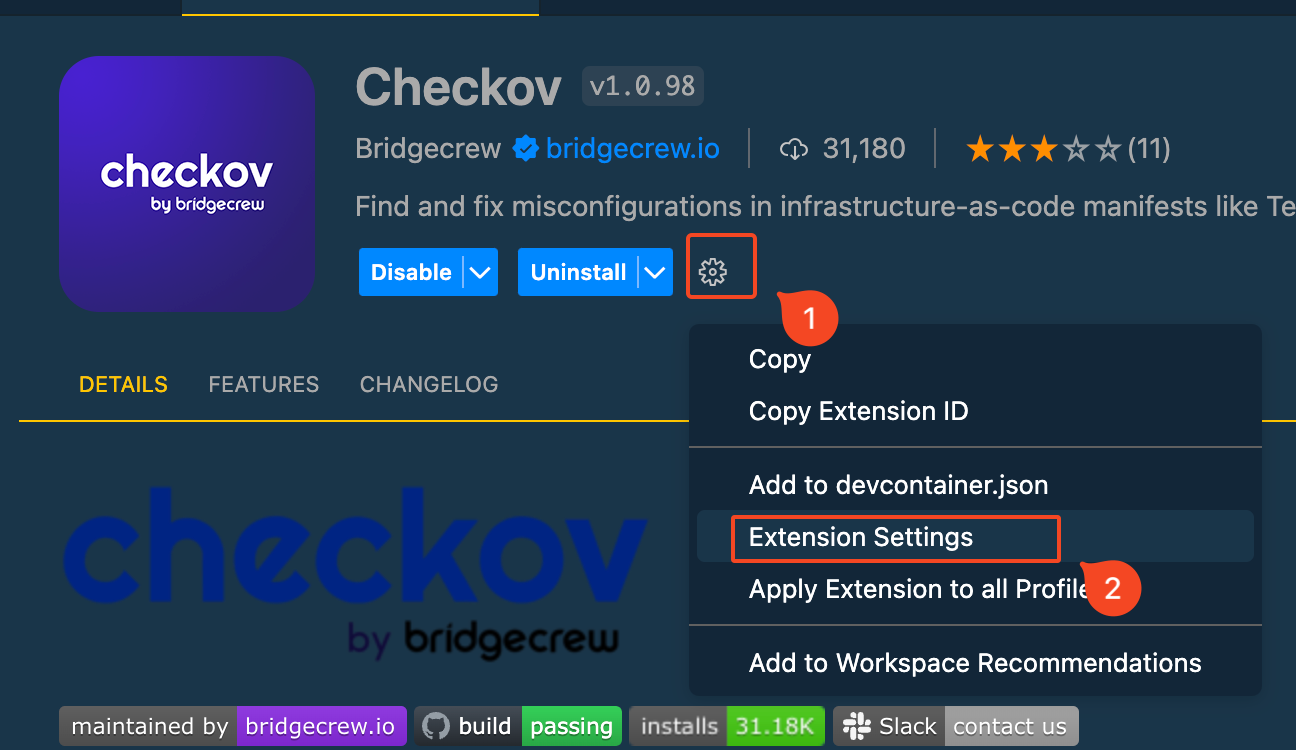 checkov
by bridgecrew
Checkov v1.0.98
Bridgecrew bridgecrew.io 31,180 (11)
Find and fix misconfigurations in infrastructure-as-code manifests like Te
Disable Uninstall
1
Copy
DETAILS FEATURES CHANGELOG
Copy Extension ID
Add to devcontainer.json
Extension Settings
Apply Extension to all Profile
2
Add to Workspace Recommendations
checkov
by bridgecrew
maintained by bridgecrew.io build passing installs 31.18K Slack contact us